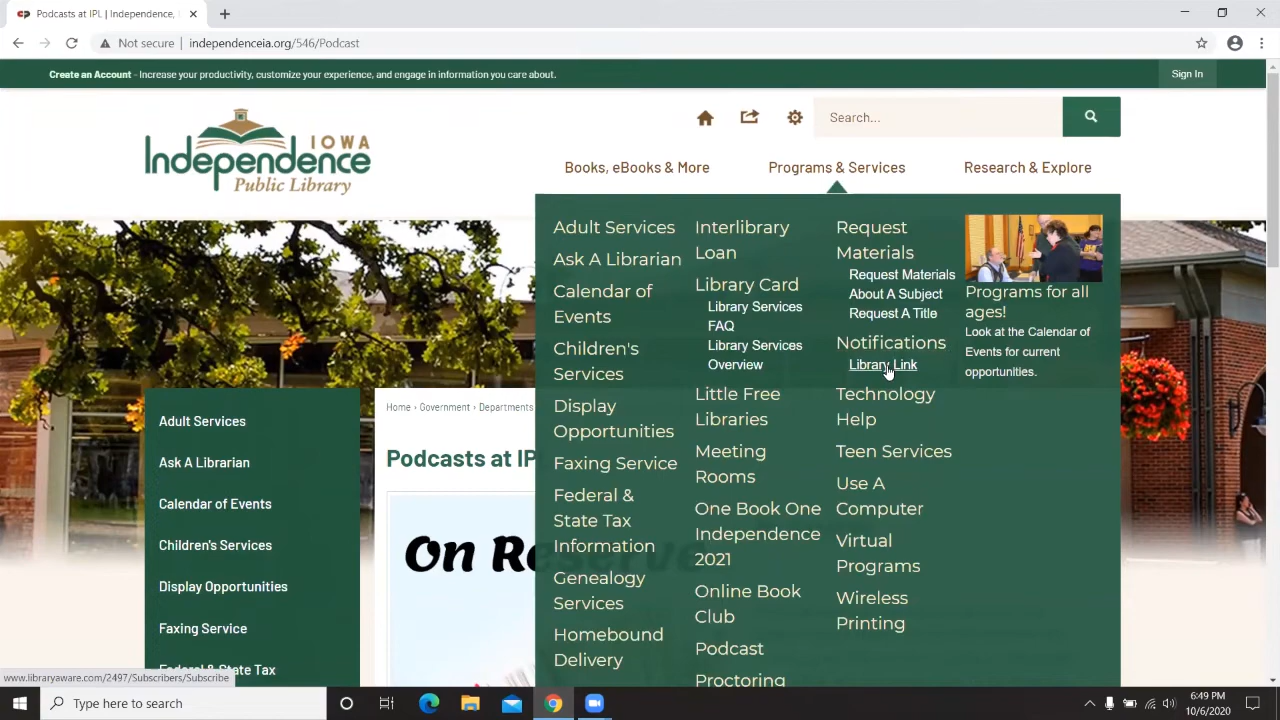 Podcasts at IPL | Independence,
Not secure | independenceia.org/546/Podcast
Create an Account - Increase your productivity, customize your experience, and engage in information you care about.
Sign In
IOWA
Independence
Public Library
Search...
Books, eBooks & More
Programs & Services
Research & Explore
Adult Services
Ask A Librarian
Calendar of
Events
Children's
Services
Display
Opportunities
Faxing Service
Federal &
State Tax
Information
Genealogy
Services
Homebound
Delivery
Interlibrary
Loan
Library Card
Library Services
FAQ
Library Services
Overview
Little Free
Libraries
Meeting
Rooms
One Book One
Independence
2021
Online Book
Club
Podcast
Proctoring
Request
Materials
Request Materials
About A Subject
Request A Title
Notifications
Library Link
Technology
Help
Teen Services
Use A
Computer
Virtual
Programs
Wireless
Printing
Programs for all
ages!
Look at the Calendar of
Events for current
opportunities.
Adult Services
Ask A Librarian
Calendar of Events
Children's Services
Display Opportunities
Faxing Service
Federal & State Tax
Home › Government › Departments
Podcasts at IP
On Reserve
www.libraryaware.com/2497/Subscribers/Subscribe
Type here to search
6:49 PM
10/6/2020